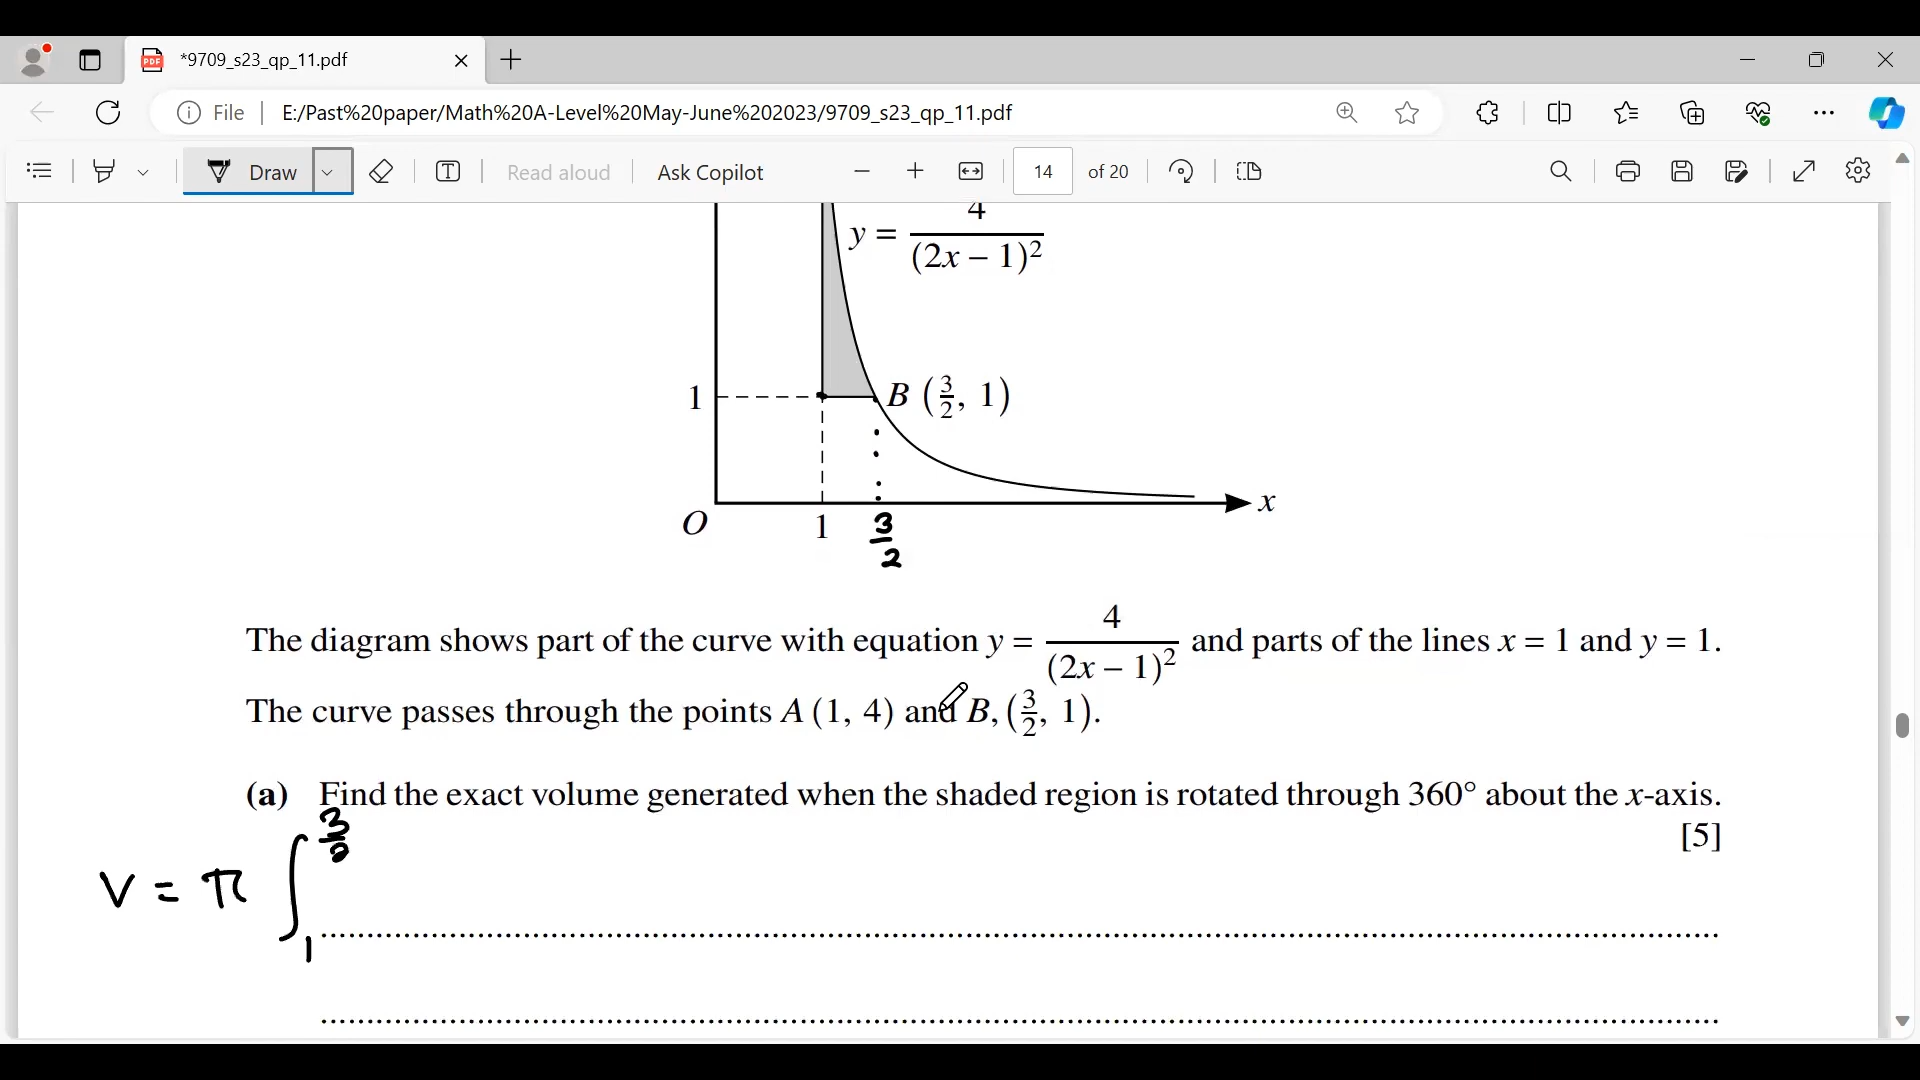 *9709_s23_qp_11.pdf
File E:/Past%20paper/Math%20A-Level%20May-June%202023/9709_s23_qp_11.pdf
Draw Read aloud Ask Copilot 14 of 20
y = 4/(2x − 1)²
1 B (3/2, 1)
O 1 3/2 x
The diagram shows part of the curve with equation y = 4/(2x − 1)² and parts of the lines x = 1 and y = 1.
The curve passes through the points A (1, 4) and B, (3/2, 1).
(a) Find the exact volume generated when the shaded region is rotated through 360° about the x-axis.
[5]
V = π ∫₁^(3/2)